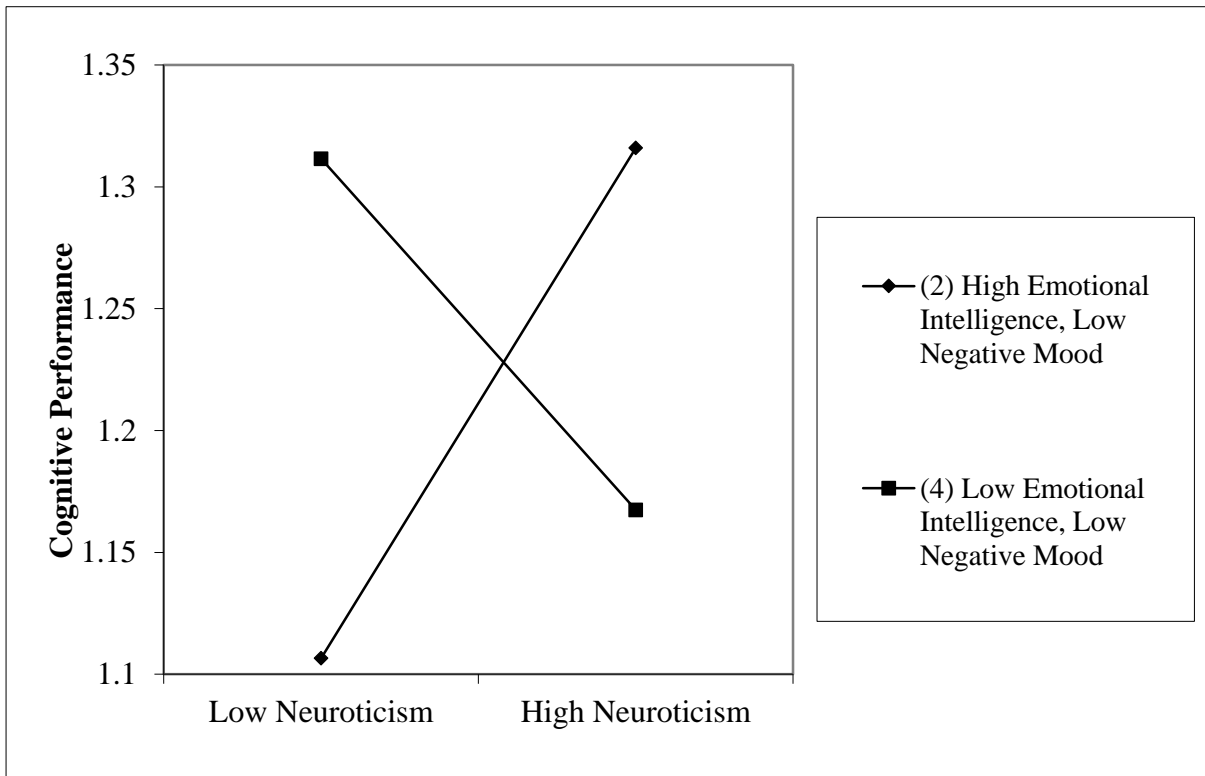 1.35
1.3
1.25
1.2
1.15
1.1
Cognitive Performance
Low Neuroticism
High Neuroticism
(2) High Emotional
Intelligence, Low
Negative Mood
(4) Low Emotional
Intelligence, Low
Negative Mood